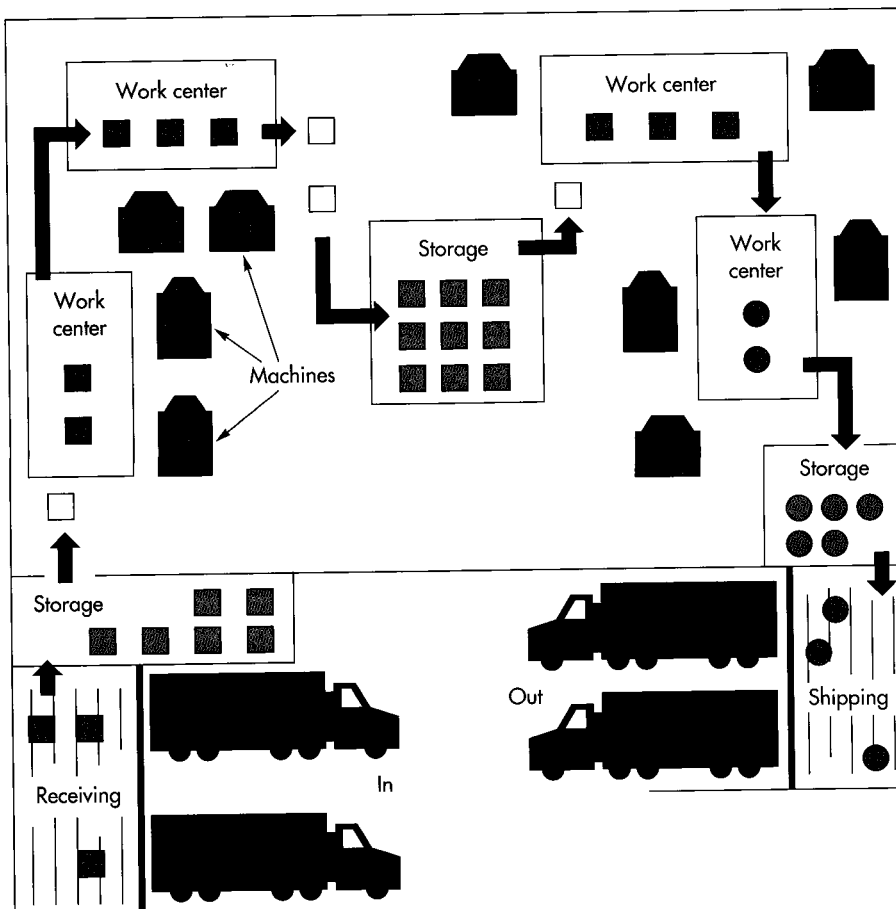 Work center
Work center
Storage
Work
center
Work
center
Machines
Storage
Storage
Out
Shipping
In
Receiving